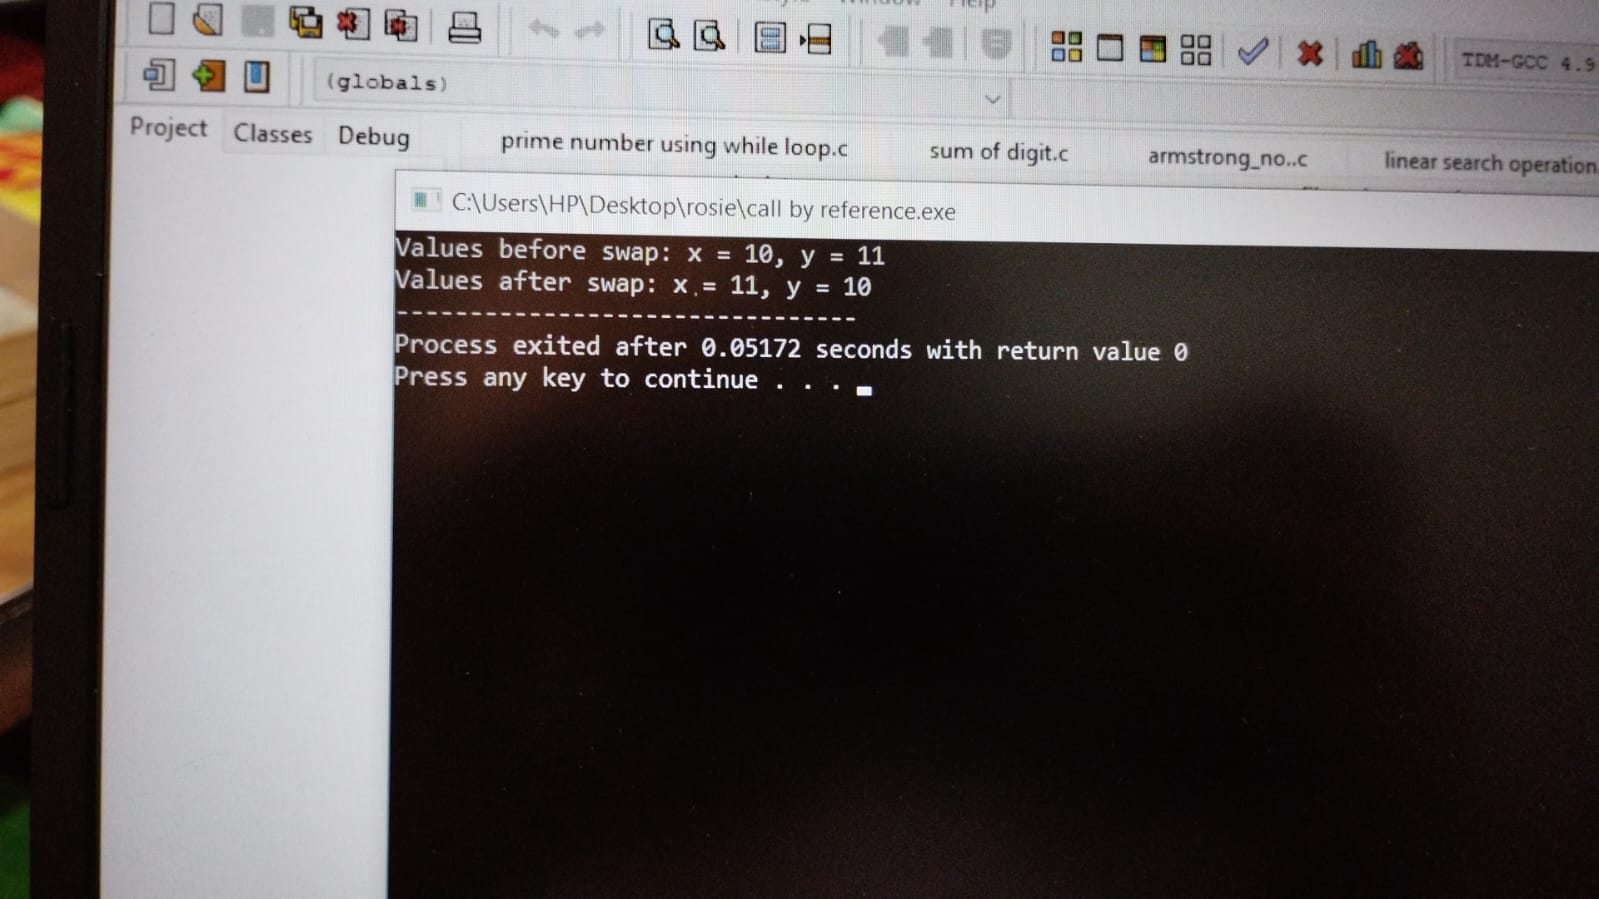 Help
TDM-GCC 4.9
(globals)
Project Classes Debug
prime number using while loop.c sum of digit.c armstrong_no..c linear search operation
C:\Users\HP\Desktop\rosie\call by reference.exe
Values before swap: x = 10, y = 11
Values after swap: x = 11, y = 10
--------------------------------
Process exited after 0.05172 seconds with return value 0
Press any key to continue . . .